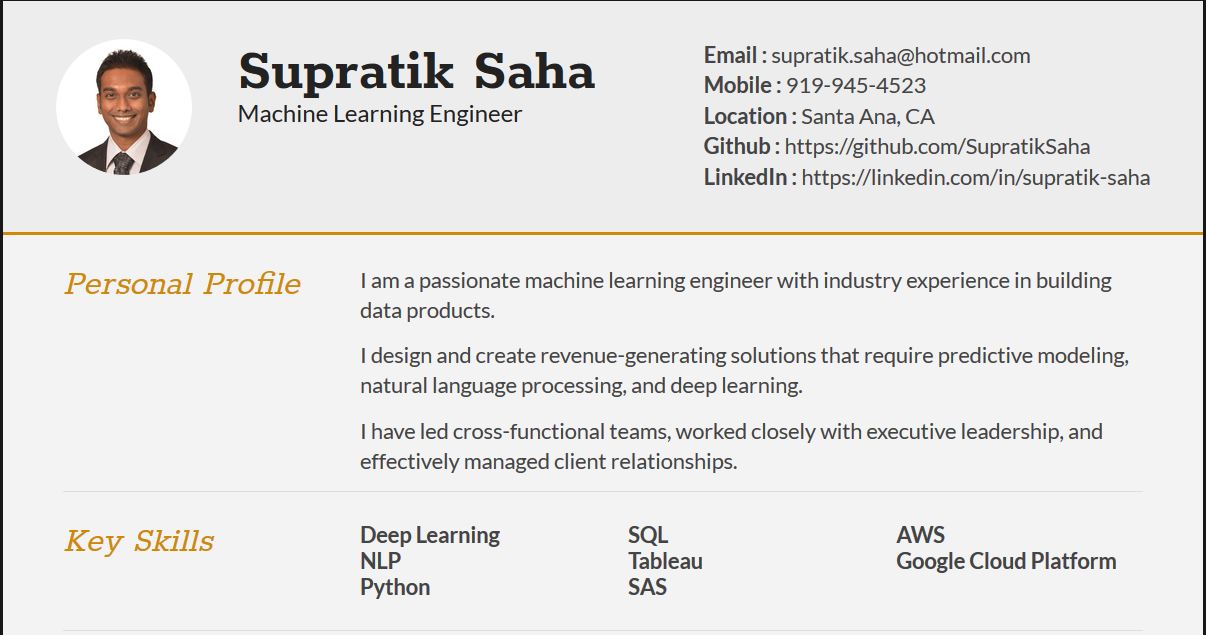 Supratik Saha
Machine Learning Engineer
Email : supratik.saha@hotmail.com
Mobile : 919-945-4523
Location : Santa Ana, CA
Github : https://github.com/SupratikSaha
LinkedIn : https://linkedin.com/in/supratik-saha
Personal Profile
I am a passionate machine learning engineer with industry experience in building
data products.
I design and create revenue-generating solutions that require predictive modeling,
natural language processing, and deep learning.
I have led cross-functional teams, worked closely with executive leadership, and
effectively managed client relationships.
Key Skills
Deep Learning
NLP
Python
SQL
Tableau
SAS
AWS
Google Cloud Platform